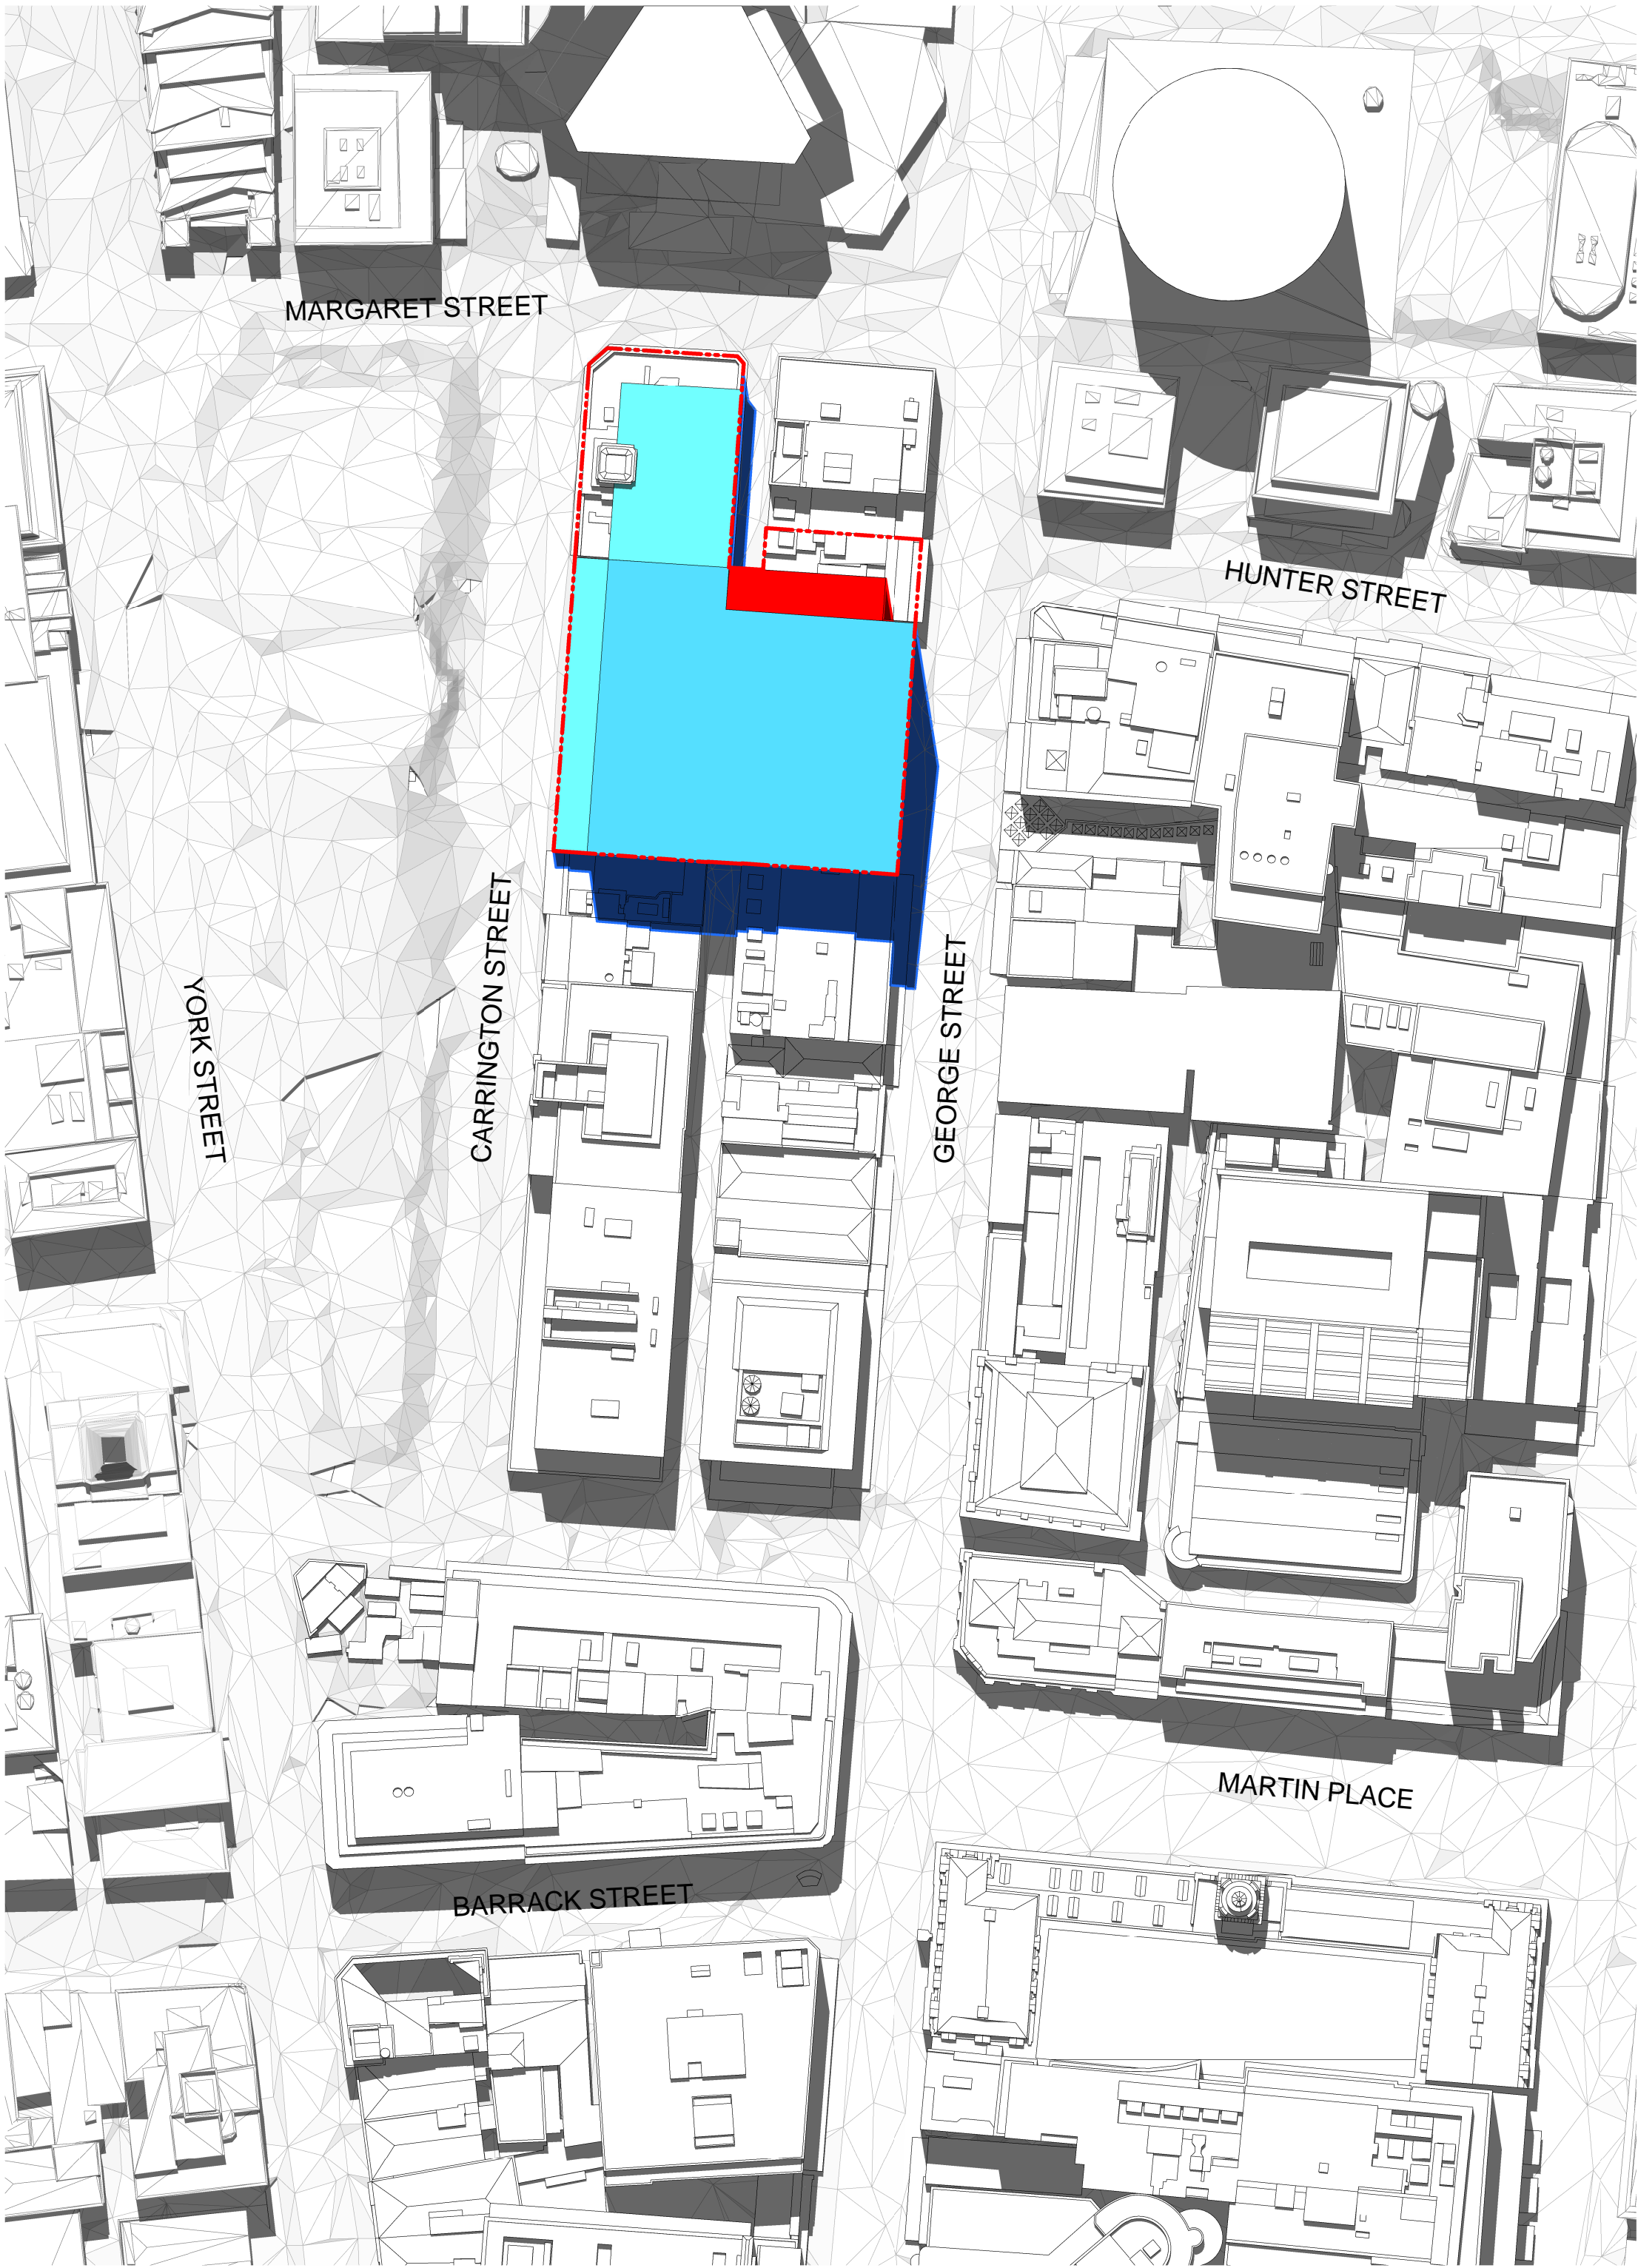 MARGARET STREET
HUNTER STREET
CARRINGTON STREET
GEORGE STREET
YORK STREET
MARTIN PLACE
BARRACK STREET